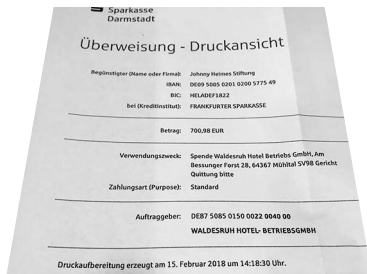 Sparkasse
Darmstadt
Überweisung - Druckansicht
Begünstigter (Name oder Firma): Johnny Heimes Stiftung
IBAN: DE09 5085 0201 0200 5775 49
BIC: HELADEF1822
bei (Kreditinstitut): FRANKFURTER SPARKASSE
Betrag: 700,98 EUR
Verwendungszweck: Spende Waldesruh Hotel Betriebs GmbH, Am
Bessunger Forst 28, 64367 Mühltal SV98 Gericht
Quittung bitte
Zahlungsart (Purpose): Standard
Auftraggeber: DE87 5085 0150 0022 0040 00
WALDESRUH HOTEL- BETRIEBSGMBH
Druckaufbereitung erzeugt am 15. Februar 2018 um 14:18:30 Uhr.